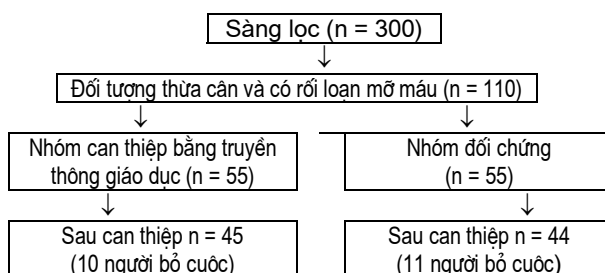 Sàng lọc (n = 300)
Đối tượng thừa cân và có rối loạn mỡ máu (n = 110)
Nhóm can thiệp bằng truyền
thông giáo dục (n = 55)
Nhóm đối chứng
(n = 55)
Sau can thiệp n = 45
(10 người bỏ cuộc)
Sau can thiệp n = 44
(11 người bỏ cuộc)